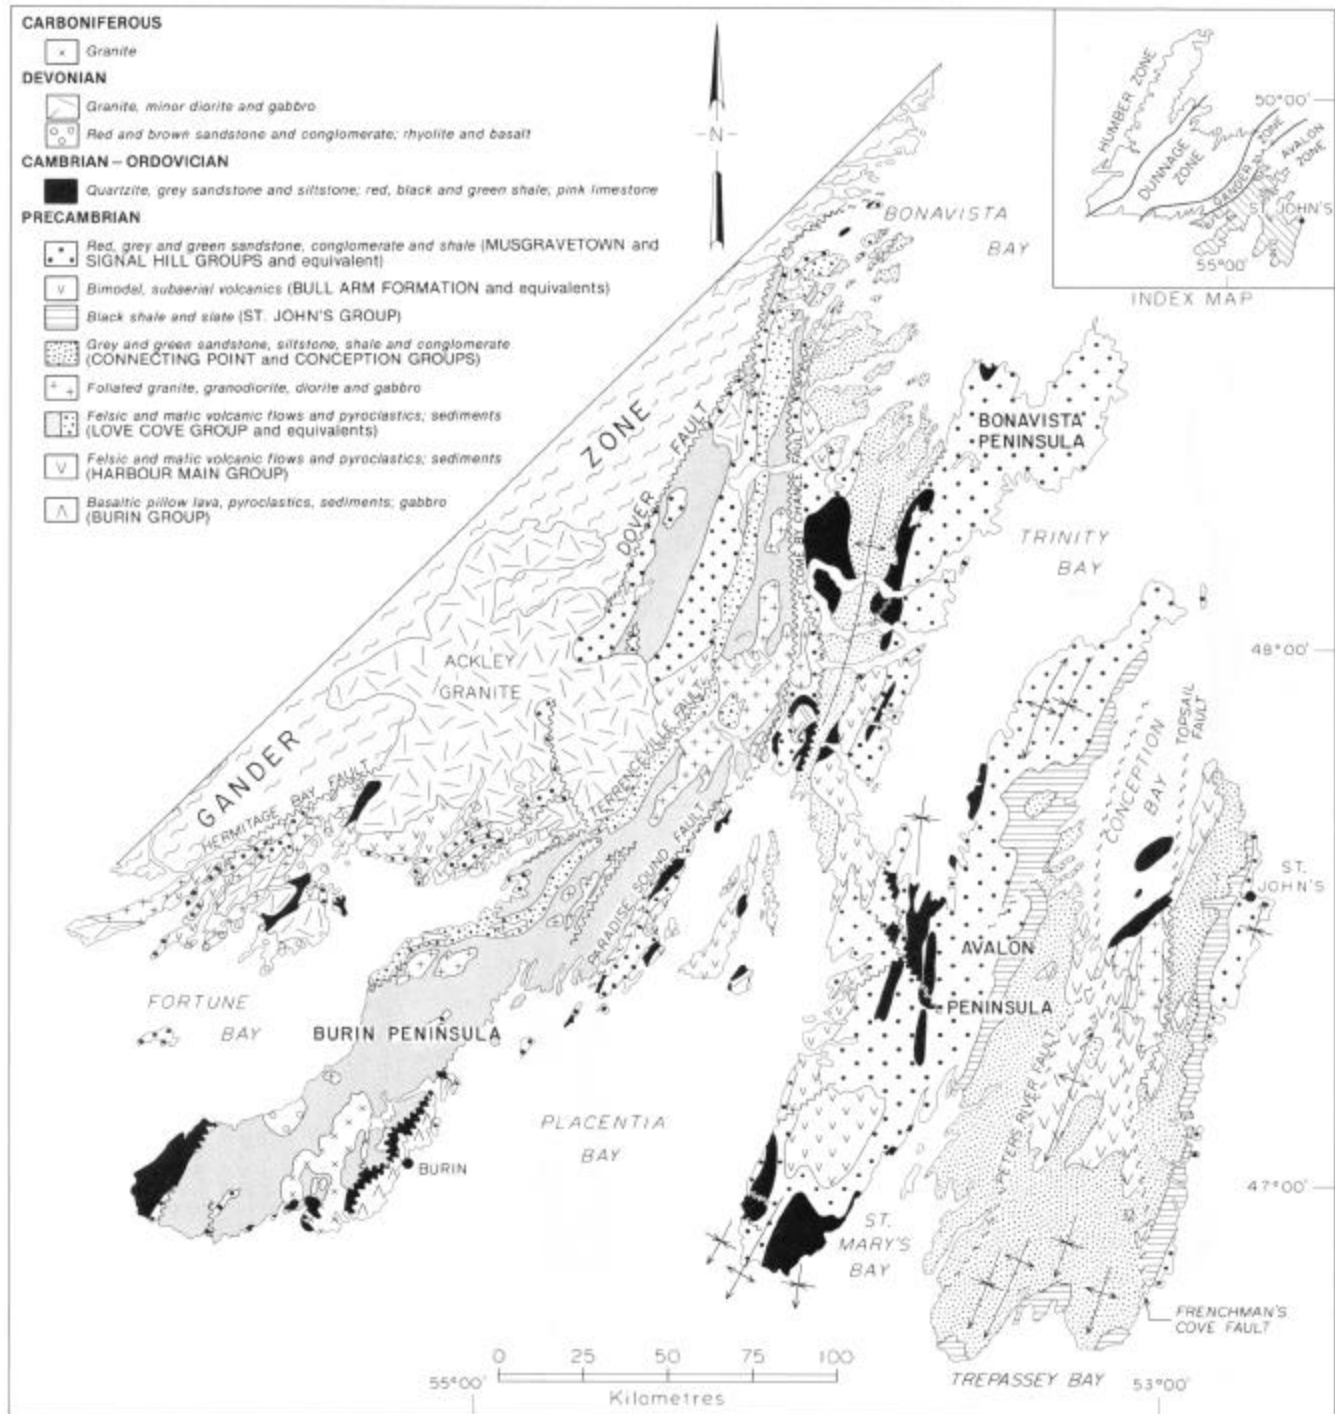 CARBONIFEROUS
x Granite
DEVONIAN
Granite, minor diorite and gabbro
Red and brown sandstone and conglomerate; rhyolite and basalt
CAMBRIAN – ORDOVICIAN
Quartzite, grey sandstone and siltstone; red, black and green shale; pink limestone
PRECAMBRIAN
Red, grey and green sandstone, conglomerate and shale (MUSGRAVETOWN and
SIGNAL HILL GROUPS and equivalent)
v Bimodal, subaerial volcanics (BULL ARM FORMATION and equivalents)
Black shale and slate (ST. JOHN'S GROUP)
Grey and green sandstone, siltstone, shale and conglomerate
(CONNECTING POINT and CONCEPTION GROUPS)
Foliated granite, granodiorite, diorite and gabbro
Felsic and mafic volcanic flows and pyroclastics; sediments
(LOVE COVE GROUP and equivalents)
Felsic and mafic volcanic flows and pyroclastics; sediments
(HARBOUR MAIN GROUP)
Basaltic pillow lava, pyroclastics, sediments; gabbro
(BURIN GROUP)
N
HUMBER ZONE
DUNNAGE
ZONE
GANDER ZONE
AVALON
ZONE
ST. JOHN'S
50°00'
55°00'
INDEX MAP
BONAVISTA
BAY
BONAVISTA
PENINSULA
TRINITY
BAY
GANDER ZONE
DOVER FAULT
COME BY CHANCE FAULT
ACKLEY
GRANITE
48°00'
HERMITAGE BAY FAULT
TERRENCEVILLE FAULT
PARADISE SOUND FAULT
CONCEPTION
BAY
TOPSAIL
FAULT
ST.
JOHN'S
AVALON
PENINSULA
FORTUNE
BAY
BURIN PENINSULA
PLACENTIA
BAY
BURIN
PETERS RIVER FAULT
47°00'
ST.
MARY'S
BAY
FRENCHMAN'S
COVE FAULT
TREPASSEY BAY
0 25 50 75 100
Kilometres
55°00'
53°00'